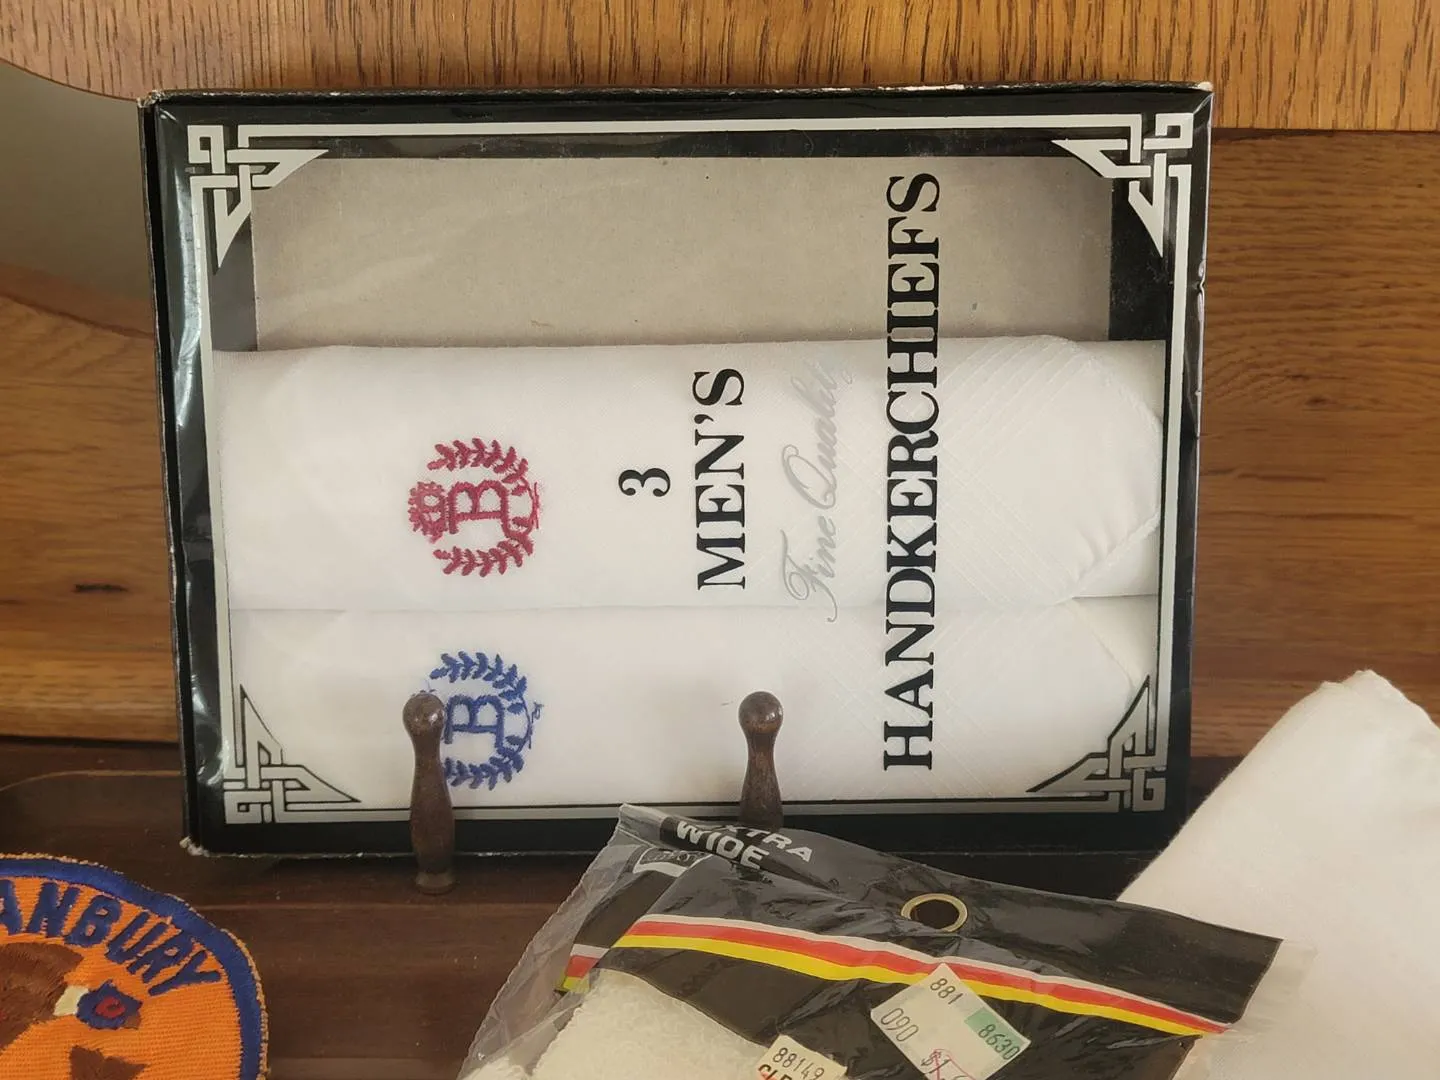 3
MEN'S
Fine Quality
HANDKERCHIEFS
B
B
ANBURY
EXTRA
WIDE
881
090
8630
88149